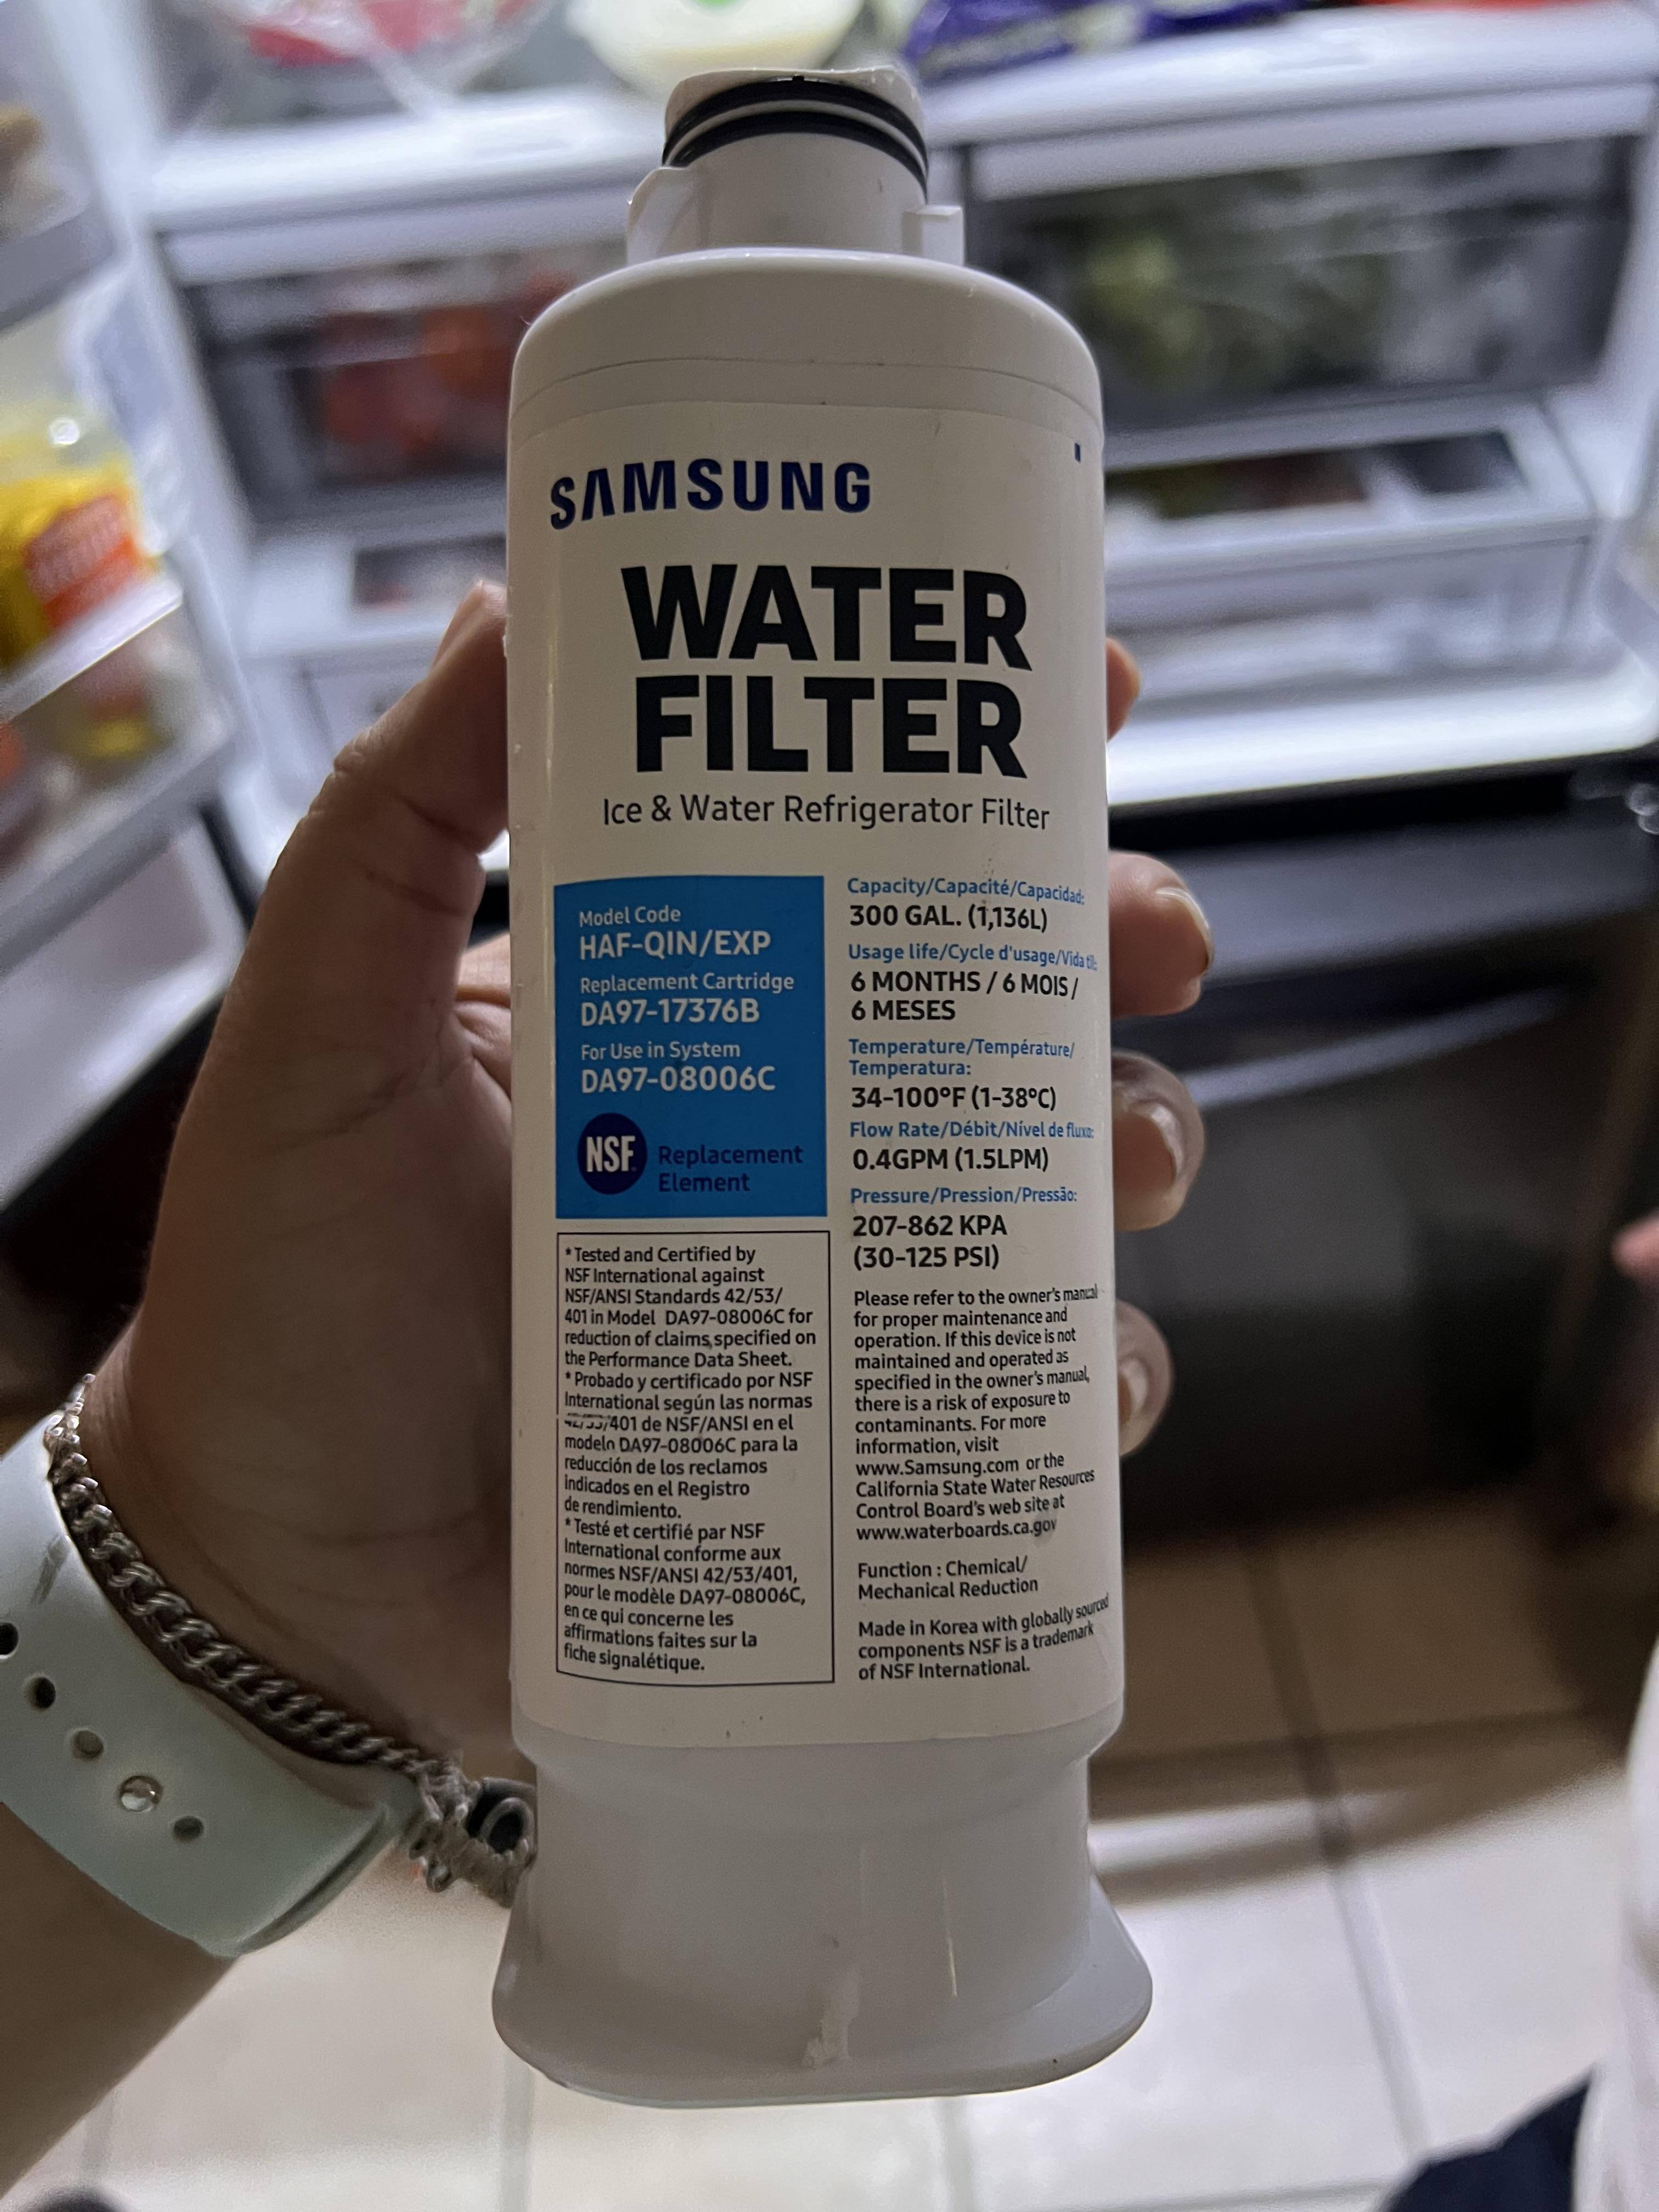 SAMSUNG
WATER
FILTER
Ice & Water Refrigerator Filter
Model Code
HAF-QIN/EXP
Replacement Cartridge
DA97-17376B
For Use in System
DA97-08006C
NSF
Replacement
Element
*Tested and Certified by
NSF International against
NSF/ANSI Standards 42/53/
401 in Model DA97-08006C for
reduction of claims specified on
the Performance Data Sheet.
*Probado y certificado por NSF
International según las normas
42/53/401 de NSF/ANSI en el
modelo DA97-08006C para la
reducción de los reclamos
indicados en el Registro
de rendimiento.
*Testé et certifié par NSF
International conforme aux
normes NSF/ANSI 42/53/401,
pour le modèle DA97-08006C,
en ce qui concerne les
affirmations faites sur la
fiche signalétique.
Capacity/Capacité/Capacidad:
300 GAL. (1,136L)
Usage life/Cycle d'usage/Vida
6 MONTHS / 6 MOIS /
6 MESES
Temperature/Température/
Temperatura:
34-100°F (1-38°C)
Flow Rate/Débit/Nível de fluxo:
0.4GPM (1.5LPM)
Pressure/Pression/Pressão:
207-862 KPA
(30-125 PSI)
Please refer to the owner's manual
for proper maintenance and
operation. If this device is not
maintained and operated as
specified in the owner's manual,
there is a risk of exposure to
contaminants. For more
information, visit
www.Samsung.com or the
California State Water Resources
Control Board's web site at
www.waterboards.ca.gov
Function : Chemical/
Mechanical Reduction
Made in Korea with globally sourced
components NSF is a trademark
of NSF International.